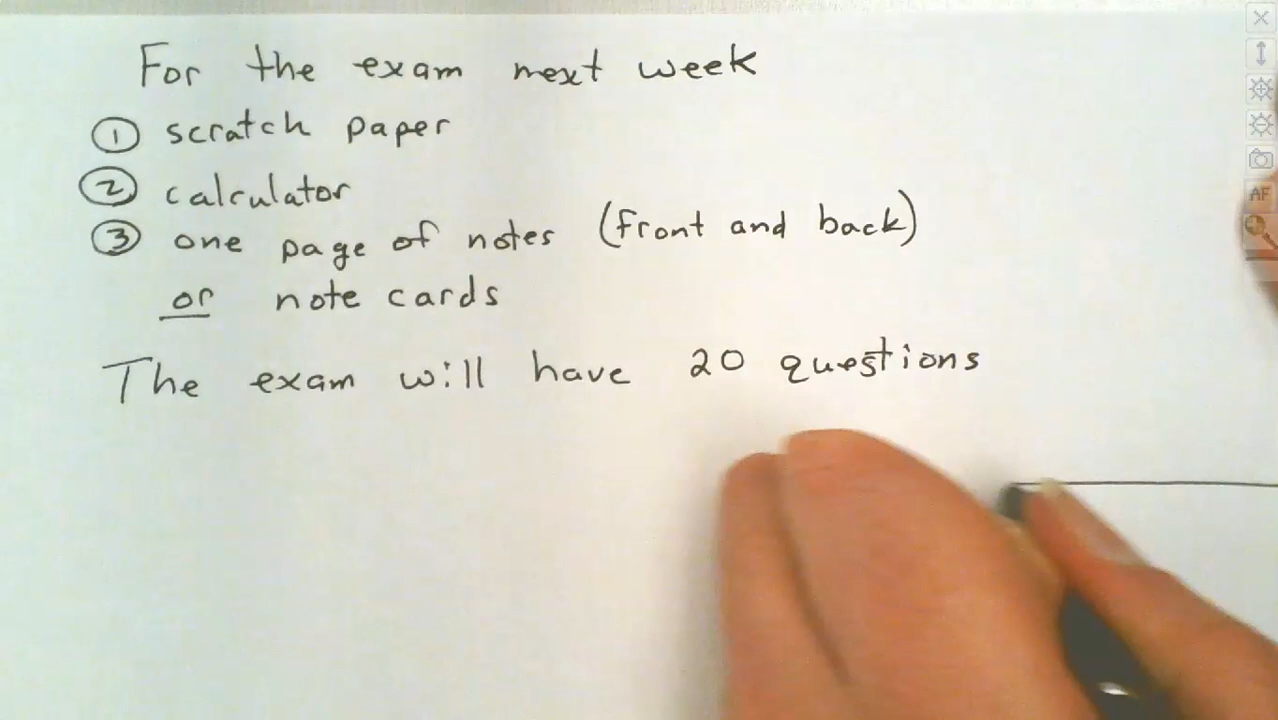 For the exam next week
① scratch paper
② calculator
③ one page of notes (front and back)
or note cards
The exam will have 20 questions
AF